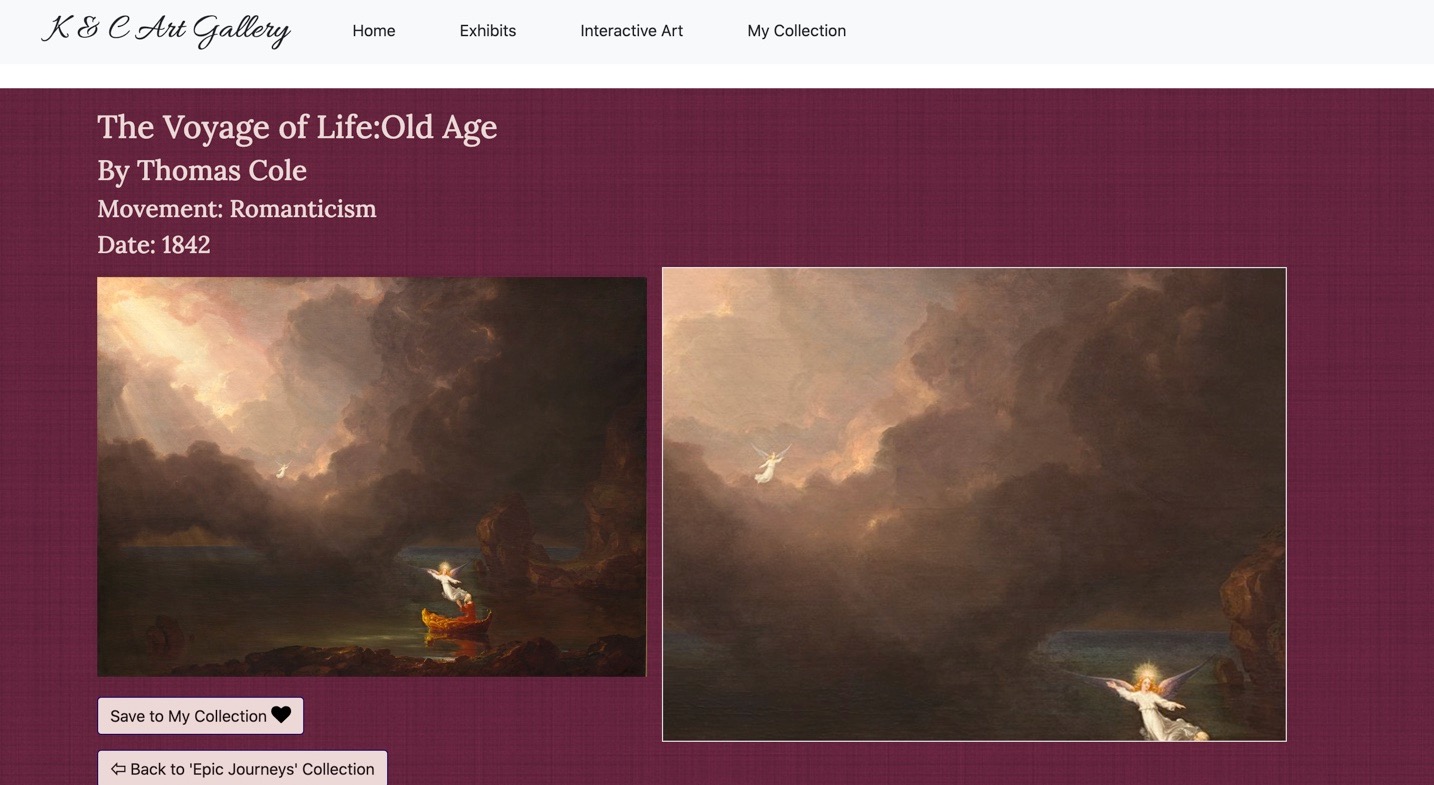 K & C Art Gallery
Home
Exhibits
Interactive Art
My Collection
The Voyage of Life:Old Age
By Thomas Cole
Movement: Romanticism
Date: 1842
Save to My Collection
Back to 'Epic Journeys' Collection